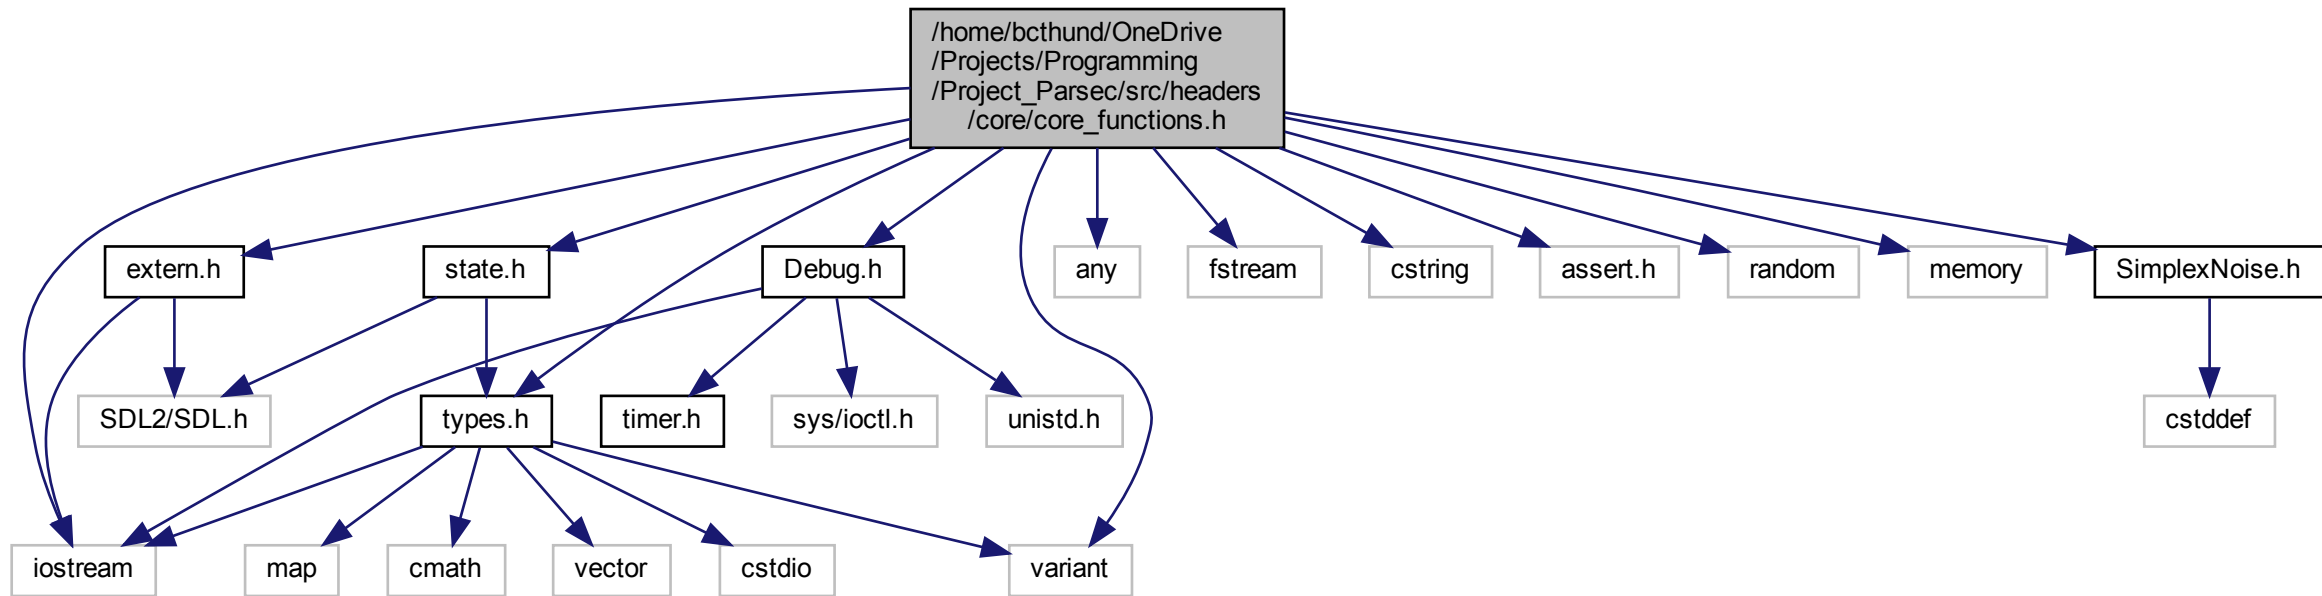 /home/bcthund/OneDrive
/Projects/Programming
/Project_Parsec/src/headers
/core/core_functions.h
extern.h
state.h
Debug.h
any
fstream
cstring
assert.h
random
memory
SimplexNoise.h
SDL2/SDL.h
types.h
timer.h
sys/ioctl.h
unistd.h
cstddef
iostream
map
cmath
vector
cstdio
variant